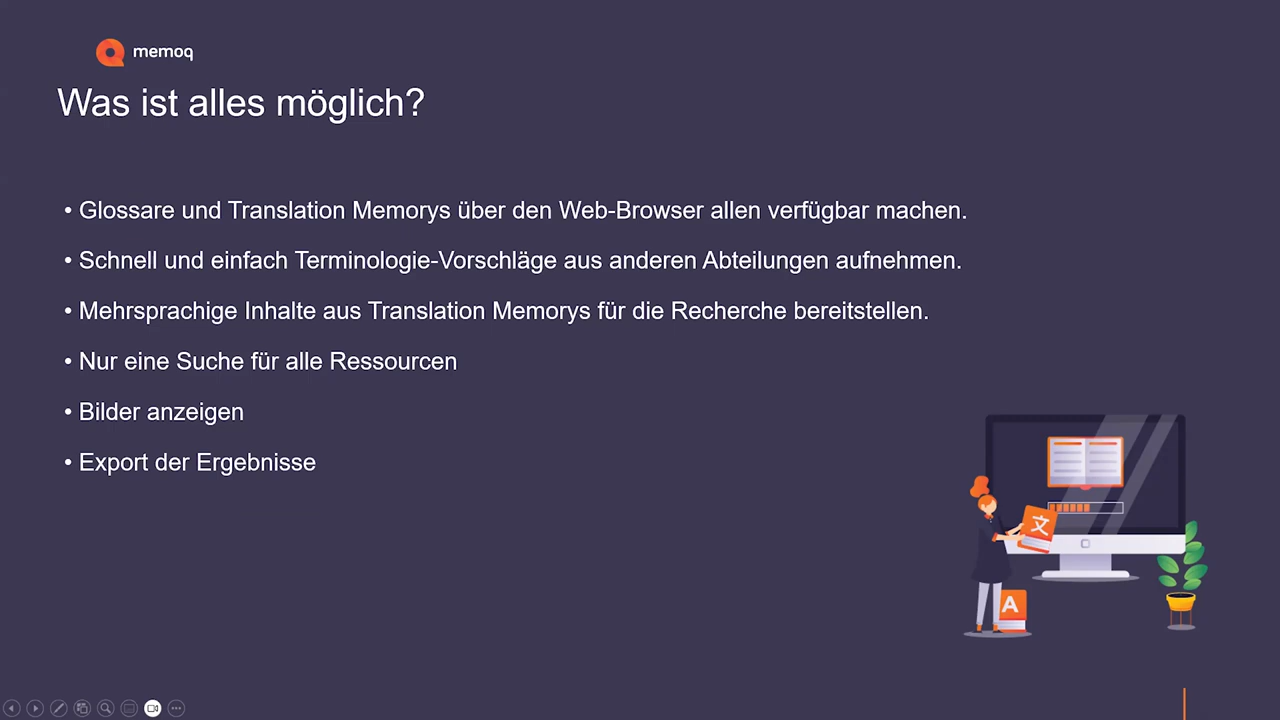 memoq
Was ist alles möglich?
• Glossare und Translation Memorys über den Web-Browser allen verfügbar machen.
• Schnell und einfach Terminologie-Vorschläge aus anderen Abteilungen aufnehmen.
• Mehrsprachige Inhalte aus Translation Memorys für die Recherche bereitstellen.
• Nur eine Suche für alle Ressourcen
• Bilder anzeigen
• Export der Ergebnisse
文
A